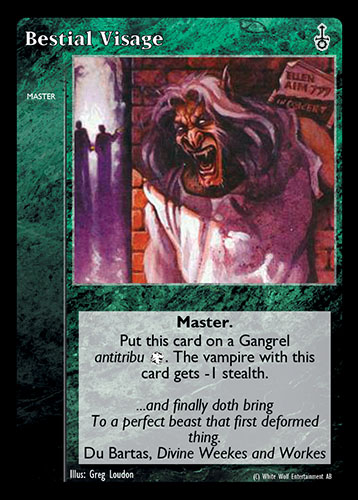 Bestial Visage
MASTER
ELLEN
AIM 777
IN CONCERT
Master.
Put this card on a Gangrel
antitribu. The vampire with this
card gets -1 stealth.
...and finally doth bring
To a perfect beast that first deformed
thing.
Du Bartas, Divine Weekes and Workes
Illus: Greg Loudon
(C) White Wolf Entertainment AB